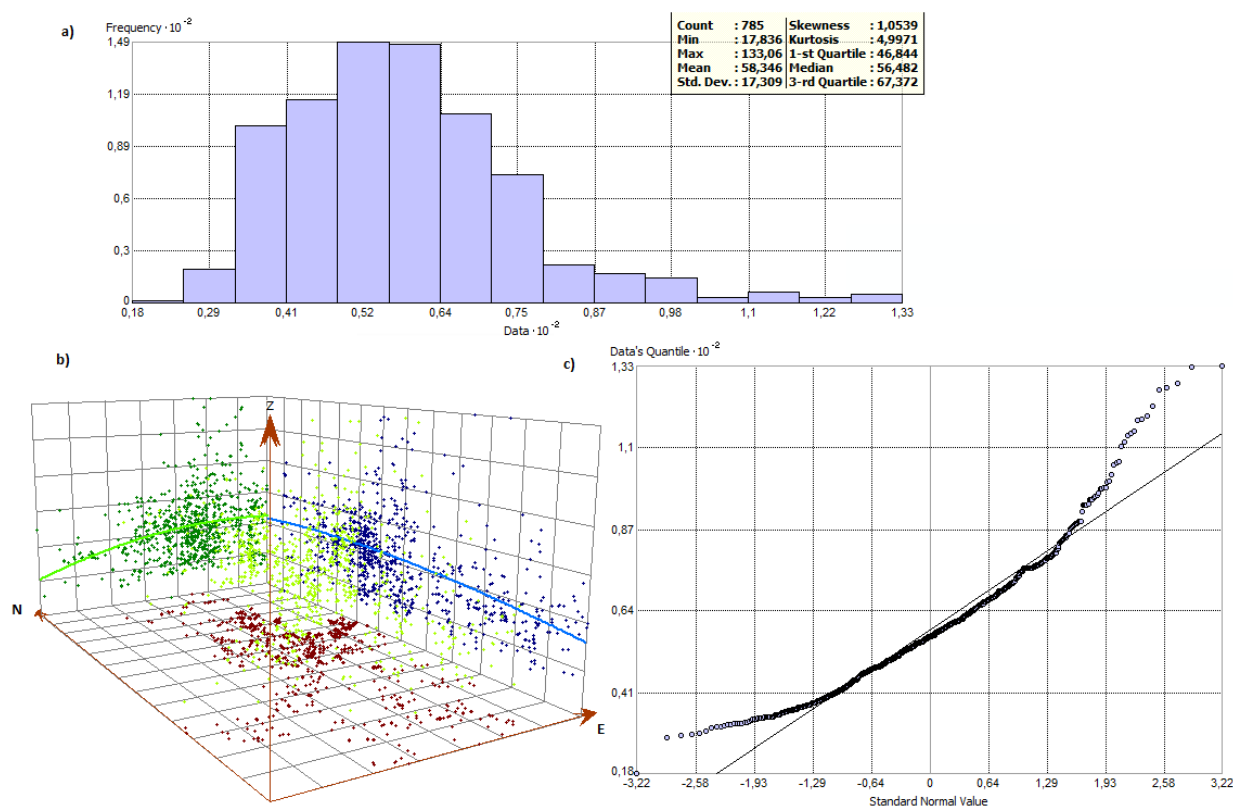 a)
Frequency · 10⁻²
Count : 785 Skewness : 1,0539
Min : 17,836 Kurtosis : 4,9971
Max : 133,06 1-st Quartile : 46,844
Mean : 58,346 Median : 56,482
Std. Dev. : 17,309 3-rd Quartile : 67,372
1,49
1,19
0,89
0,6
0,3
0
0,18 0,29 0,41 0,52 0,64 0,75 0,87 0,98 1,1 1,22 1,33
Data · 10⁻²
b)
Z
N
E
c)
Data's Quantile · 10⁻²
1,33
1,1
0,87
0,64
0,41
0,18
-3,22 -2,58 -1,93 -1,29 -0,64 0 0,64 1,29 1,93 2,58 3,22
Standard Normal Value